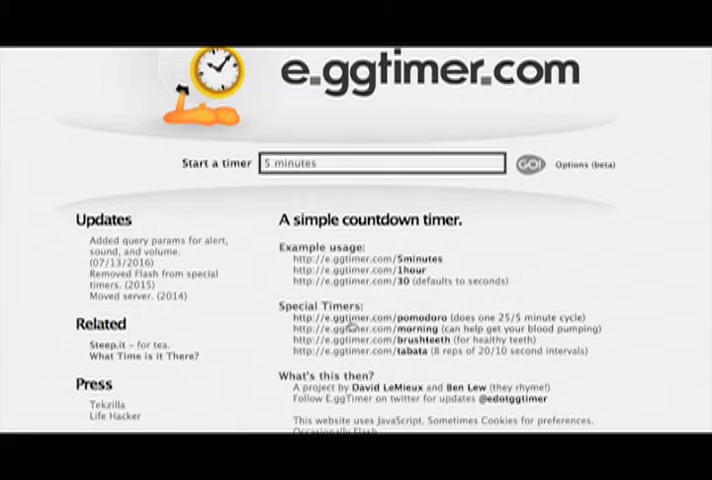 e.ggtimer.com
Start a timer 5 minutes GO! Options (beta)
Updates
Added query params for alert,
sound, and volume.
(07/13/2016)
Removed Flash from special
timers. (2015)
Moved server. (2014)
Related
Steep.it - for tea.
What Time is it There?
Press
Tekzilla
Life Hacker
A simple countdown timer.
Example usage:
http://e.ggtimer.com/5minutes
http://e.ggtimer.com/1hour
http://e.ggtimer.com/30 (defaults to seconds)
Special Timers:
http://e.ggtimer.com/pomodoro (does one 25/5 minute cycle)
http://e.ggtimer.com/morning (can help get your blood pumping)
http://e.ggtimer.com/brushteeth (for healthy teeth)
http://e.ggtimer.com/tabata (8 reps of 20/10 second intervals)
What's this then?
A project by David LeMieux and Ben Lew (they rhyme!)
Follow E.ggTimer on twitter for updates @edotggtimer
This website uses JavaScript. Sometimes Cookies for preferences.
Occasionally Flash.